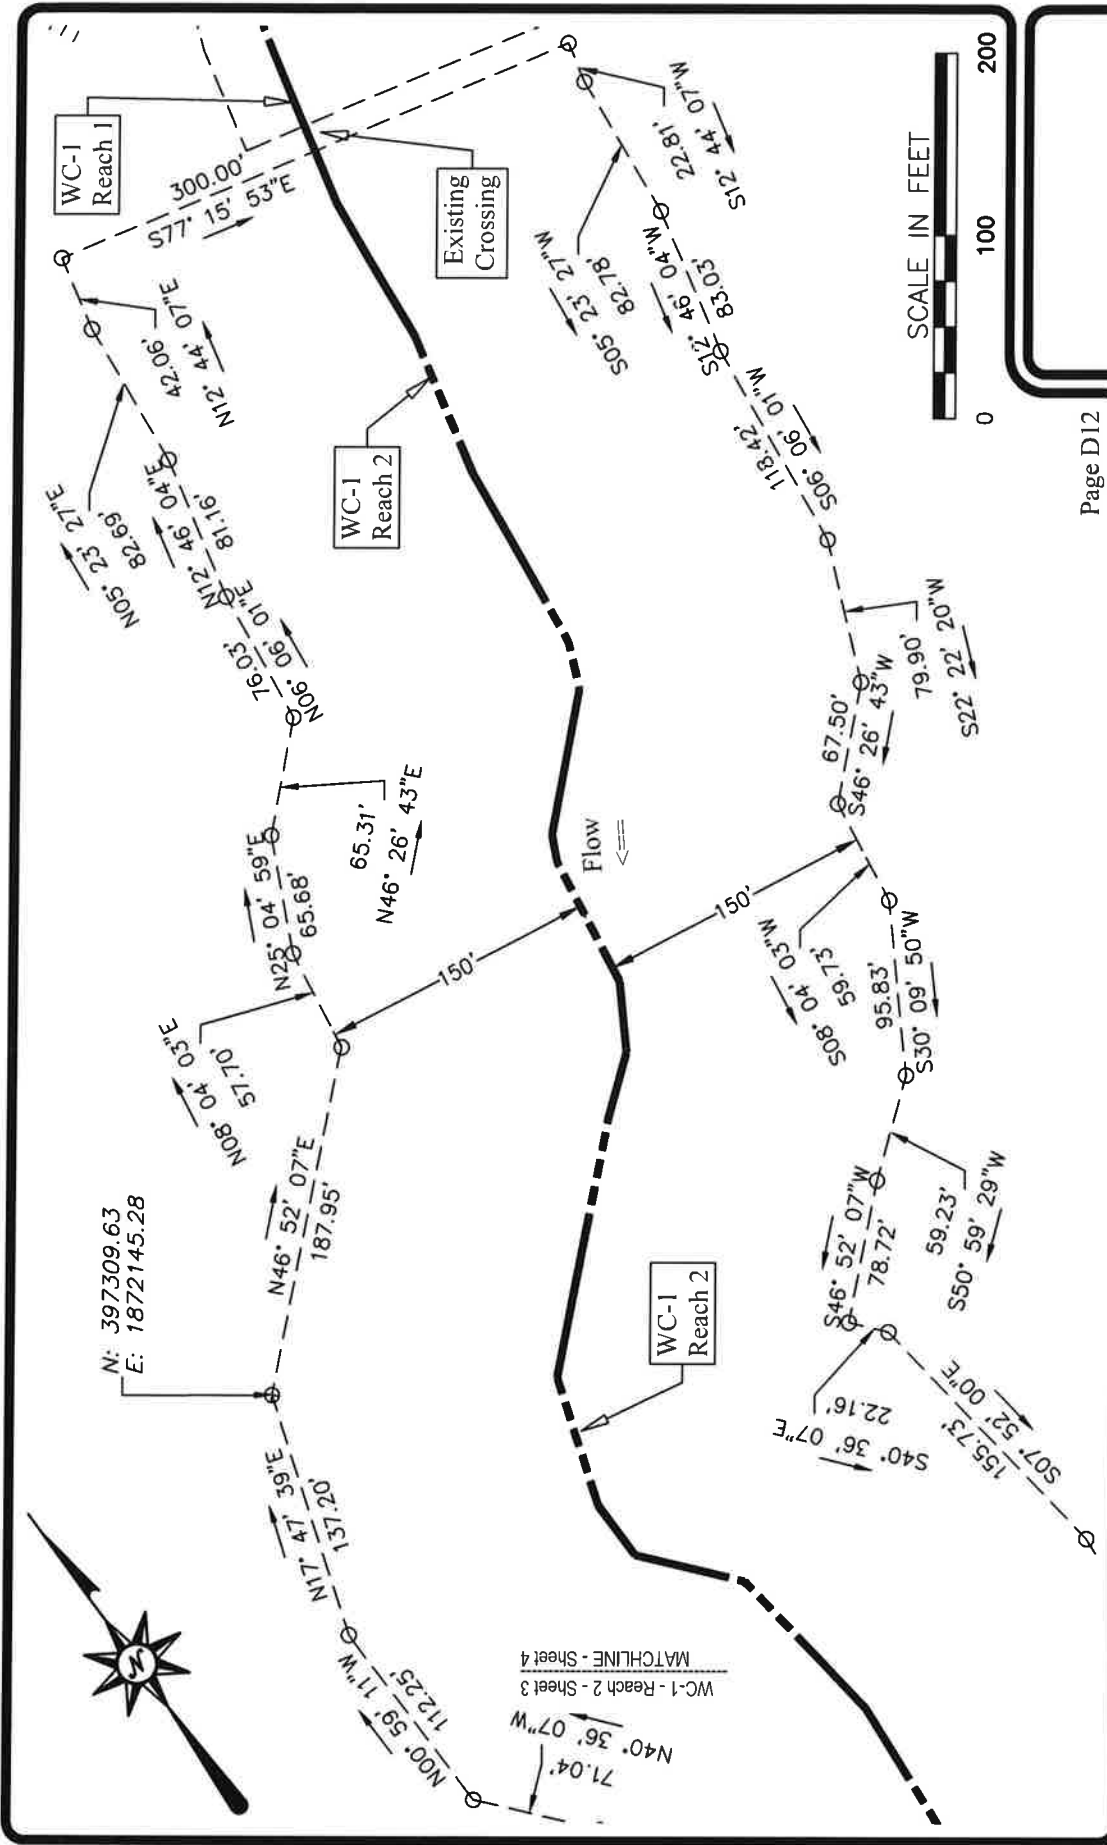 WC-1
Reach 1
300.00'
S77° 15' 53"E
Existing
Crossing
42.06'
N12° 44' 07"E
N05° 23' 27"E
82.69'
N12° 46' 04"E
81.16'
76.03'
N06° 06' 01"E
WC-1
Reach 2
65.31'
N46° 26' 43"E
N25° 04' 59"E
65.68'
N08° 04' 03"E
57.70'
150'
Flow
<==
150'
N46° 52' 07"E
187.95'
N: 397309.63
E: 1872145.28
N17° 47' 39"E
137.20'
N00° 59' 11"W
112.25'
N
71.04'
N40° 36' 07"W
WC-1 - Reach 2 - Sheet 3
MATCHLINE - Sheet 4
WC-1
Reach 2
22.81'
S12° 44' 07"W
S05° 23' 27"W
82.78'
S12° 46' 04"W
83.03'
118.42'
S06° 06' 01"W
79.90'
S22° 22' 20"W
67.50'
S46° 26' 43"W
S08° 04' 03"W
59.73'
95.83'
S30° 09' 50"W
59.23'
S50° 59' 29"W
S46° 52' 07"W
78.72'
22.16'
S40° 36' 07"E
155.73'
S07° 52' 00"E
SCALE IN FEET
0 100 200
Page D12